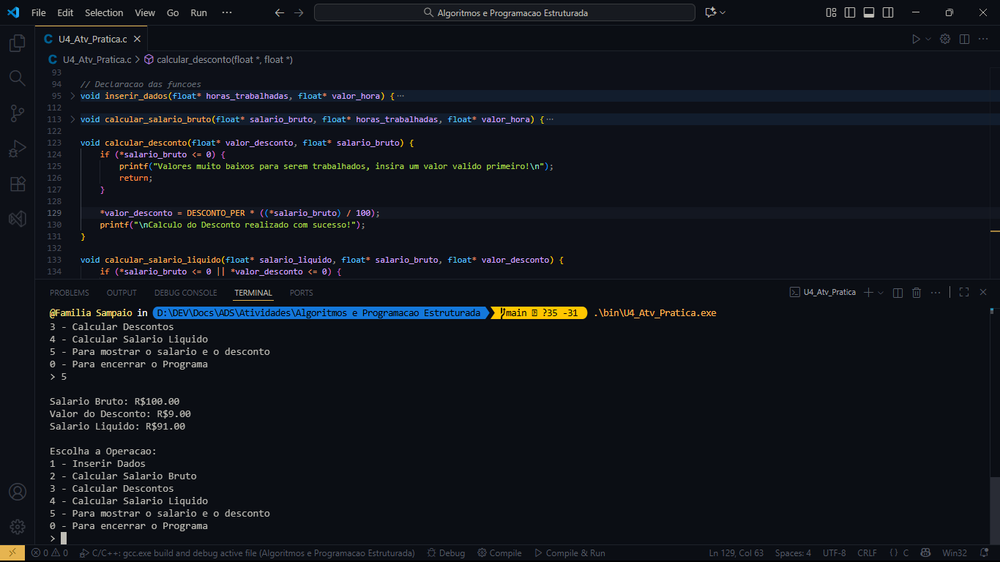 File Edit Selection View Go Run ··· Algoritmos e Programacao Estruturada
C U4_Atv_Pratica.c
C U4_Atv_Pratica.c > calcular_desconto(float *, float *)
93
94 // Declaracao das funcoes
95 void inserir_dados(float* horas_trabalhadas, float* valor_hora) {···
112
113 void calcular_salario_bruto(float* salario_bruto, float* horas_trabalhadas, float* valor_hora) {···
122
123 void calcular_desconto(float* valor_desconto, float* salario_bruto) {
124 if (*salario_bruto <= 0) {
125 printf("Valores muito baixos para serem trabalhados, insira um valor valido primeiro!\n");
126 return;
127 }
128
129 *valor_desconto = DESCONTO_PER * ((*salario_bruto) / 100);
130 printf("\nCalculo do Desconto realizado com sucesso!");
131 }
132
133 void calcular_salario_liquido(float* salario_liquido, float* salario_bruto, float* valor_desconto) {
134 if (*salario_bruto <= 0 || *valor_desconto <= 0) {
PROBLEMS OUTPUT DEBUG CONSOLE TERMINAL PORTS U4_Atv_Pratica
@Familia Sampaio in D:\DEV\Docs\ADS\Atividades\Algoritmos e Programacao Estruturada main ?35 -31 .\bin\U4_Atv_Pratica.exe
3 - Calcular Descontos
4 - Calcular Salario Liquido
5 - Para mostrar o salario e o desconto
0 - Para encerrar o Programa
> 5
Salario Bruto: R$100.00
Valor do Desconto: R$9.00
Salario Liquido: R$91.00
Escolha a Operacao:
1 - Inserir Dados
2 - Calcular Salario Bruto
3 - Calcular Descontos
4 - Calcular Salario Liquido
5 - Para mostrar o salario e o desconto
0 - Para encerrar o Programa
>
0 0 C/C++: gcc.exe build and debug active file (Algoritmos e Programacao Estruturada) Debug Compile Compile & Run Ln 129, Col 63 Spaces: 4 UTF-8 CRLF {} C Win32